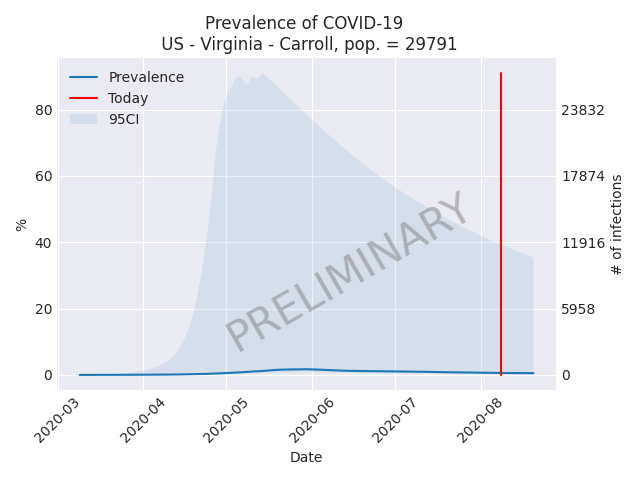 Prevalence of COVID-19
US - Virginia - Carroll, pop. = 29791
Prevalence
Today
95CI
%
80
60
40
20
0
23832
17874
11916
5958
0
# of infections
PRELIMINARY
2020-03
2020-04
2020-05
2020-06
2020-07
2020-08
Date